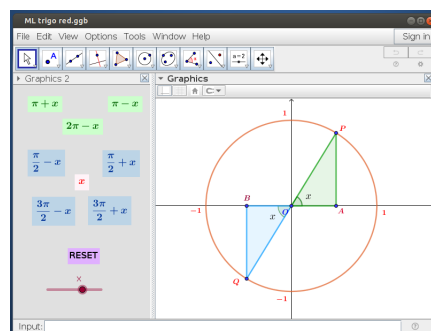 ML trigo red.ggb
File Edit View Options Tools Window Help
Sign in
a=2
Graphics 2
Graphics
π + x
π − x
2π − x
π/2 − x
π/2 + x
x
3π/2 − x
3π/2 + x
RESET
x
1
P
B
O
x
A
x
−1
1
Q
−1
Input: